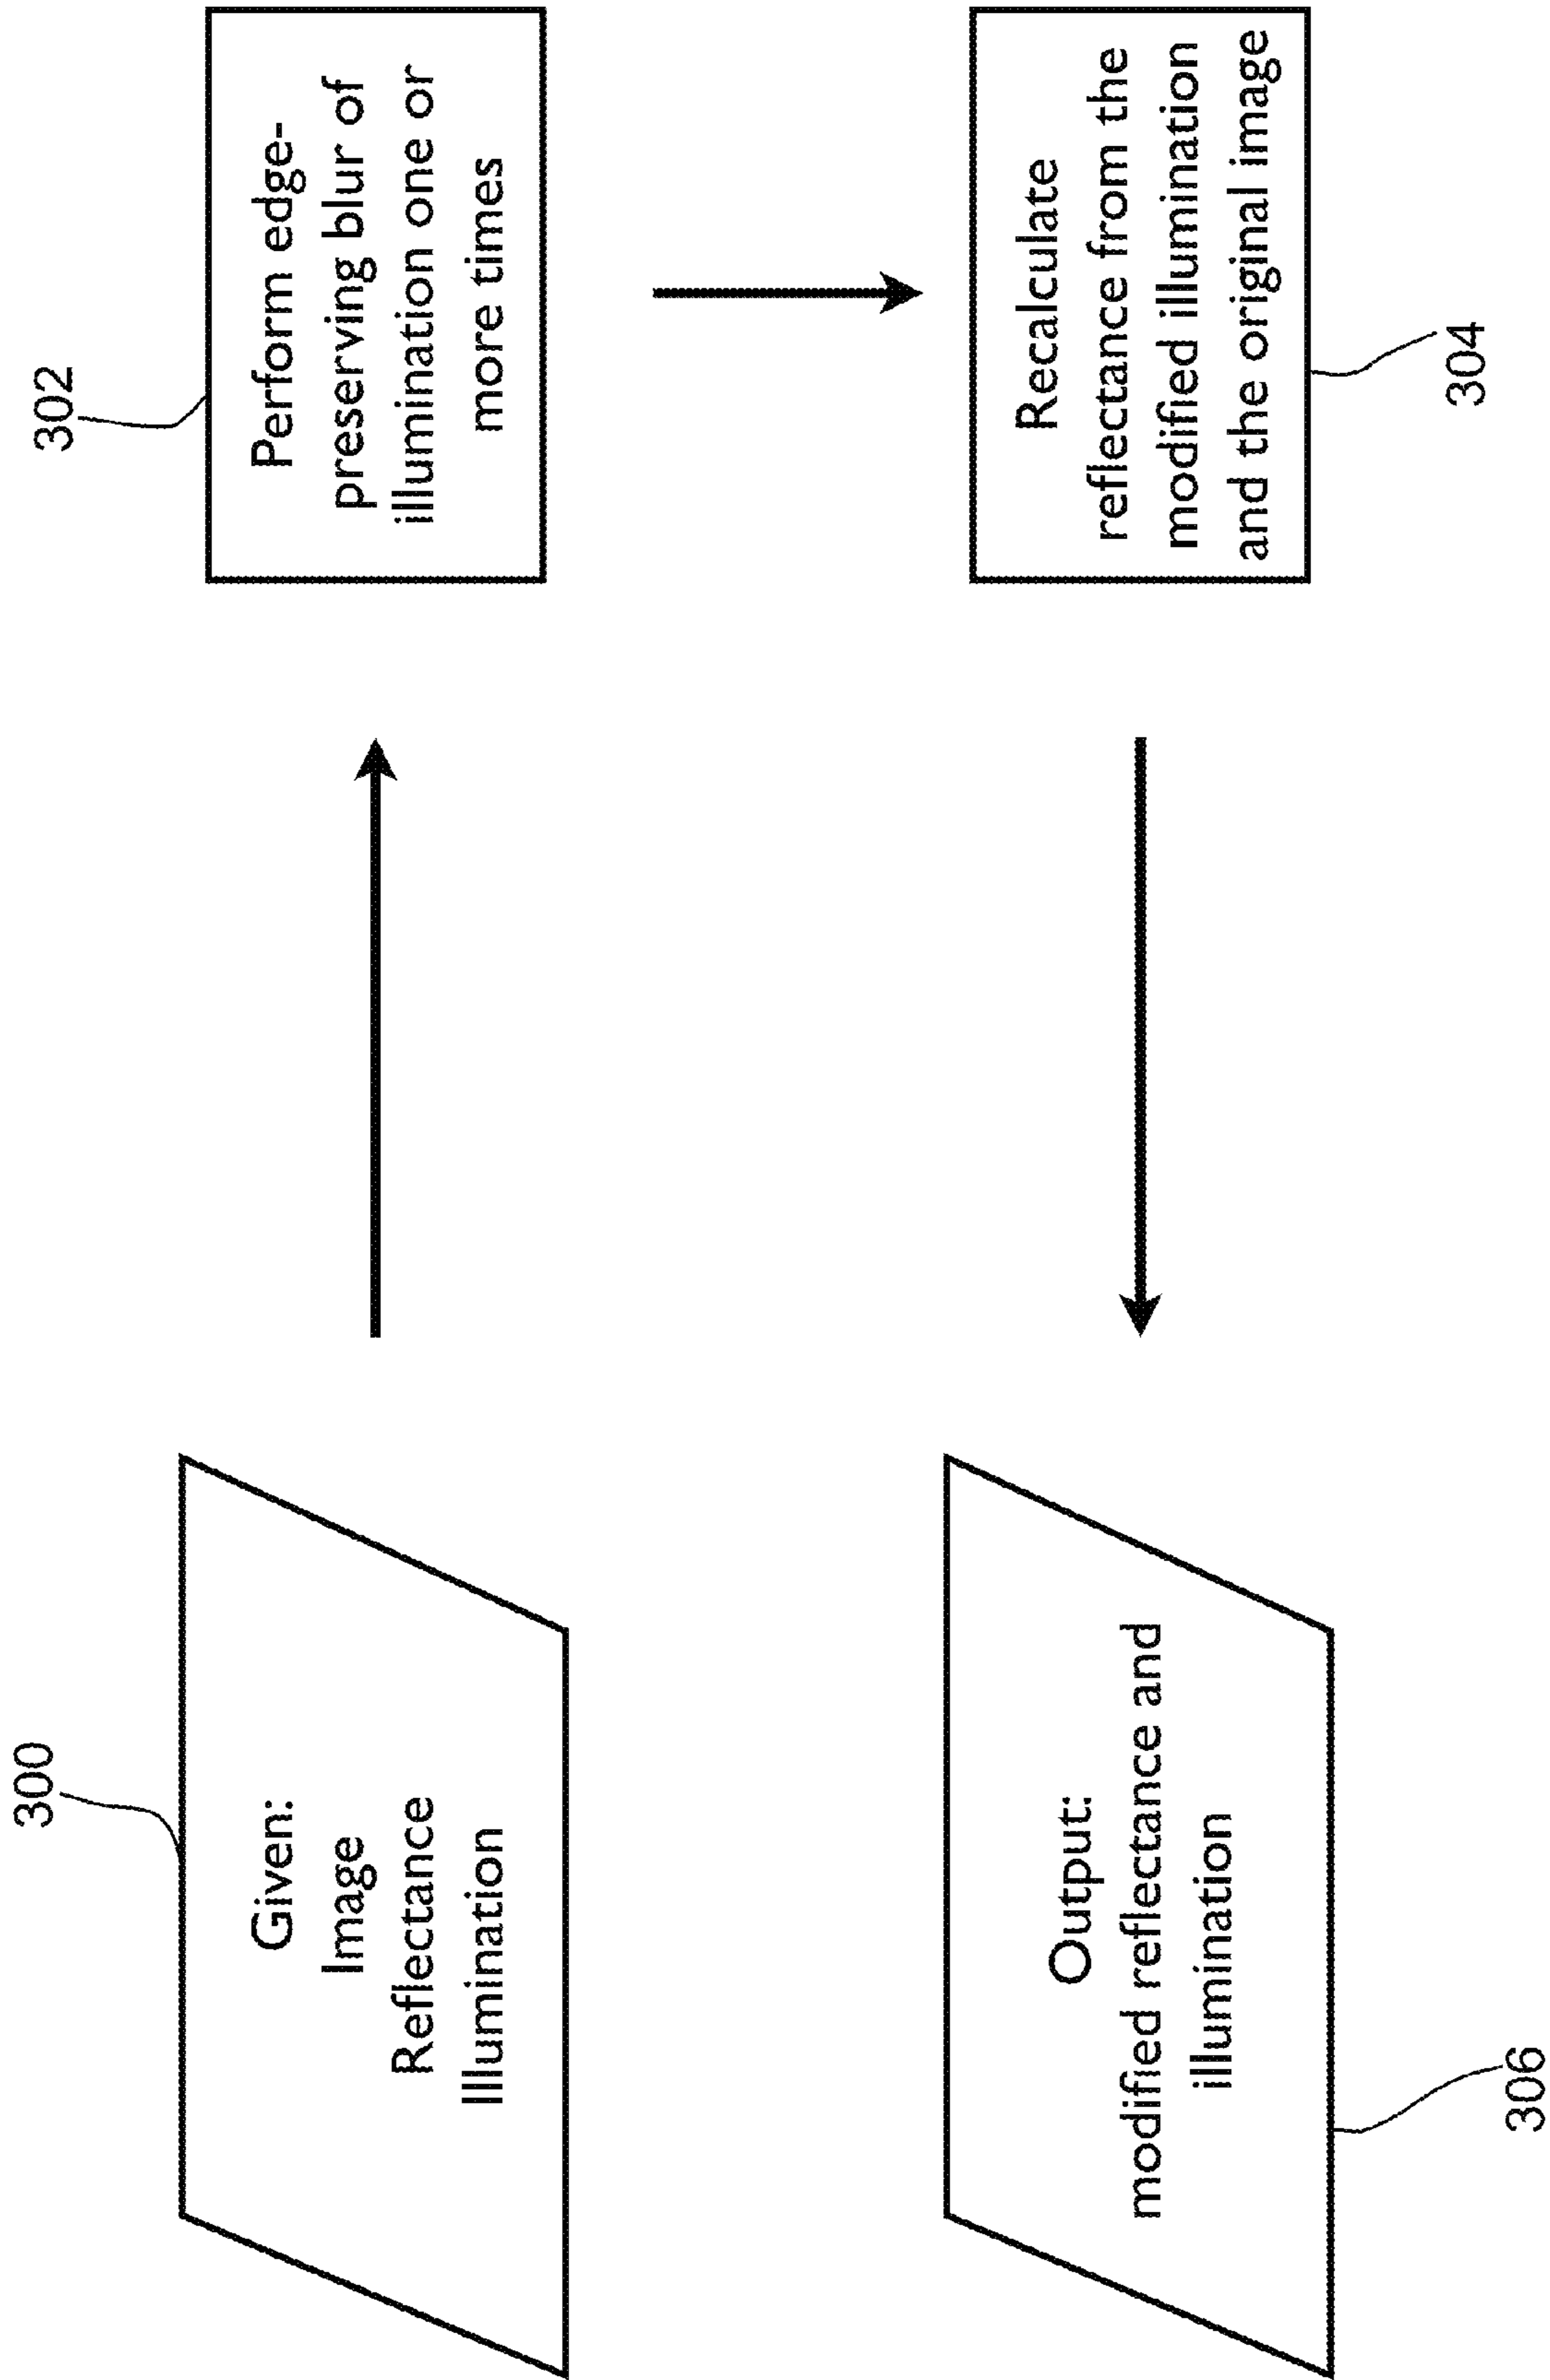 300
Given:
Image
Reflectance
Illumination
302
Perform edge-
preserving blur of
illumination one or
more times
304
Recalculate
reflectance from the
modified illumination
and the original image
306
Output:
modified reflectance and
illumination